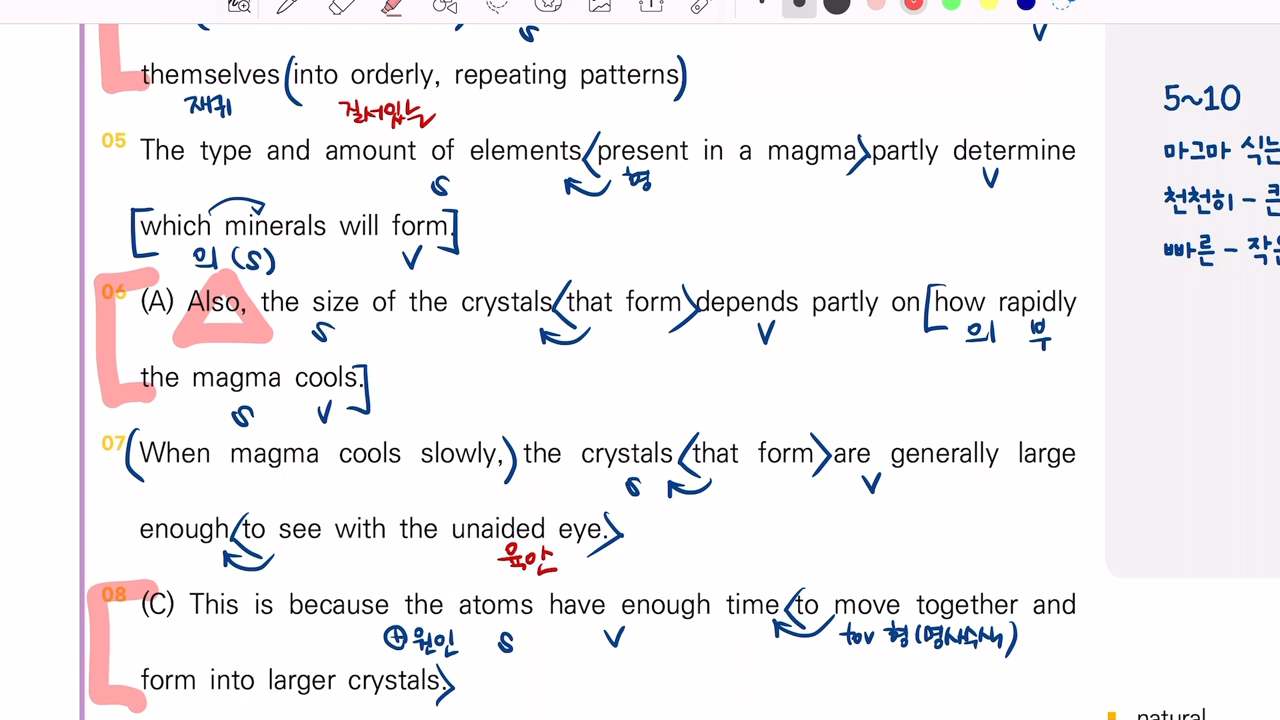 S V
themselves (into orderly, repeating patterns)
재귀 질서있는
05 The type and amount of elements <present in a magma> partly determine
S 형 V
[which minerals will form.]
의 (S) V
06 (A) Also, the size of the crystals <that form> depends partly on [how rapidly
S V 의 부
the magma cools.]
S V
07 (When magma cools slowly,) the crystals <that form> are generally large
S V
enough <to see with the unaided eye.>
육안
08 (C) This is because the atoms have enough time <to move together and
⊕원인 S V tov 형(명사수식)
form into larger crystals.>
5~10
마그마 식는
천천히 - 큰
빠른 - 작은
natural